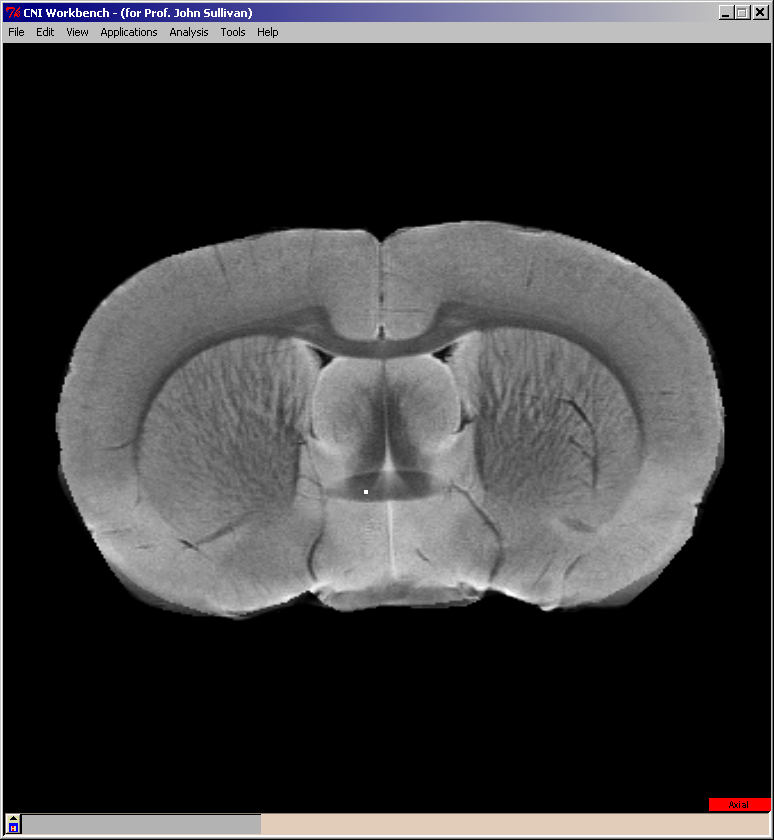 CNI Workbench - (for Prof. John Sullivan)
File Edit View Applications Analysis Tools Help
Axial